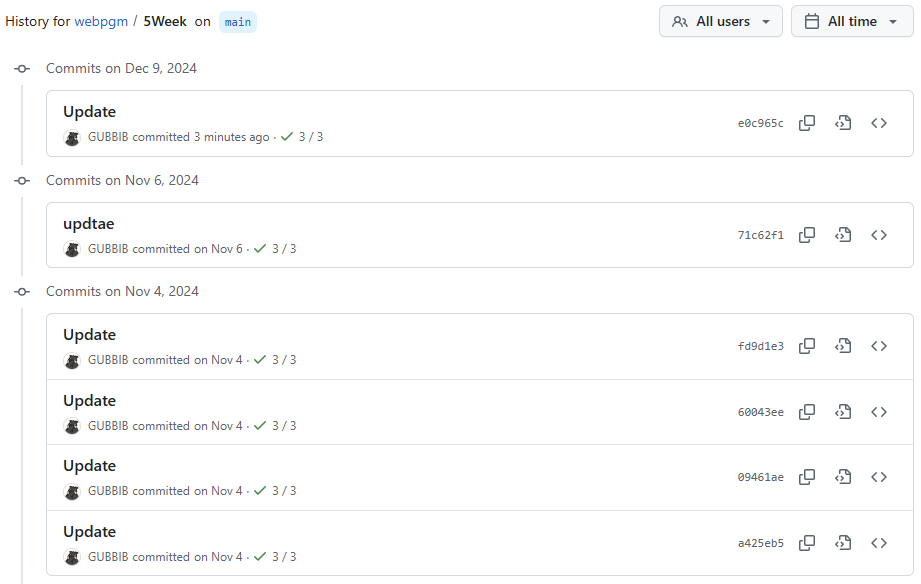 History for webpgm / 5Week on main All users All time
Commits on Dec 9, 2024
Update
e0c965c
GUBBIB committed 3 minutes ago · 3 / 3
Commits on Nov 6, 2024
updtae
71c62f1
GUBBIB committed on Nov 6 · 3 / 3
Commits on Nov 4, 2024
Update
fd9d1e3
GUBBIB committed on Nov 4 · 3 / 3
Update
60043ee
GUBBIB committed on Nov 4 · 3 / 3
Update
09461ae
GUBBIB committed on Nov 4 · 3 / 3
Update
a425eb5
GUBBIB committed on Nov 4 · 3 / 3